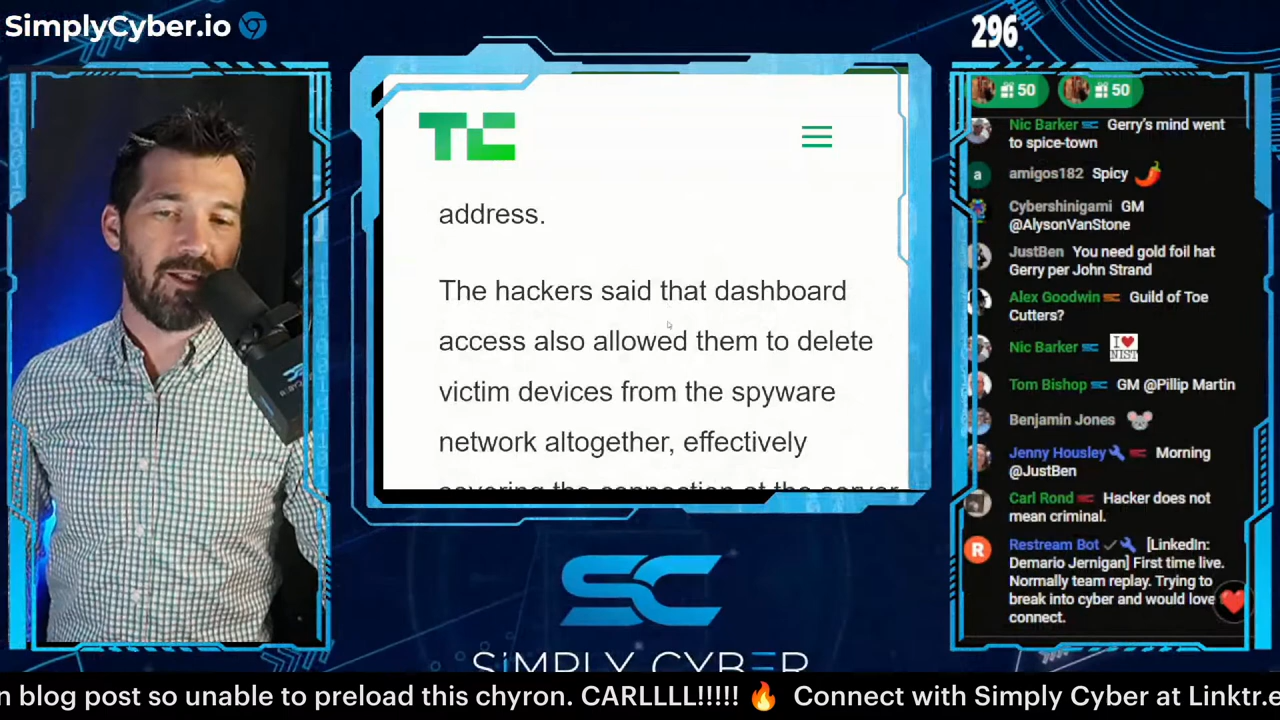 SimplyCyber.io
296
TC
address.
The hackers said that dashboard
access also allowed them to delete
victim devices from the spyware
network altogether, effectively
50
50
Nic Barker Gerry's mind went
to spice-town
amigos182 Spicy
Cybershinigami GM
@AlysonVanStone
JustBen You need gold foil hat
Gerry per John Strand
Alex Goodwin Guild of Toe
Cutters?
Nic Barker I ❤ NIST
Tom Bishop GM @Pillip Martin
Benjamin Jones
Jenny Housley Morning
@JustBen
Carl Rond Hacker does not
mean criminal.
R
Restream Bot [LinkedIn:
Demario Jernigan] First time live.
Normally team replay. Trying to
break into cyber and would love
connect.
SC
SIMPLY CYBER
n blog post so unable to preload this chyron. CARLLLL!!!!! 🔥 Connect with Simply Cyber at Linktr.e